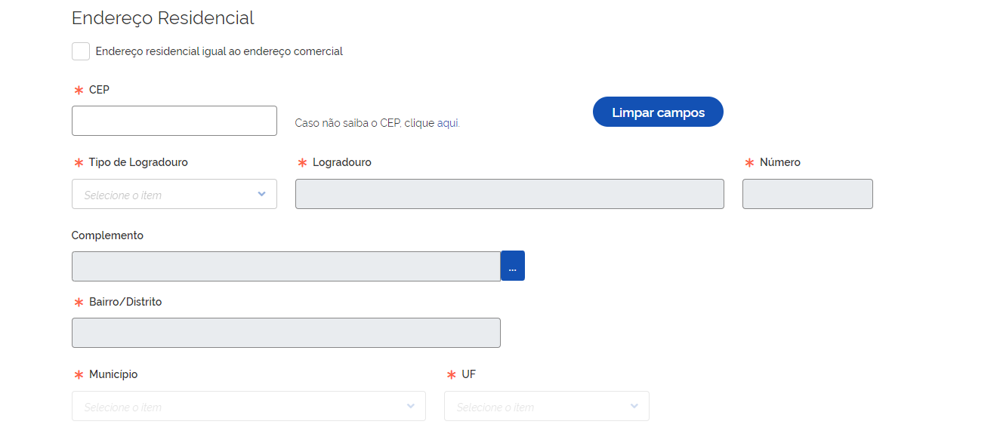 Endereço Residencial
Endereço residencial igual ao endereço comercial
* CEP
Caso não saiba o CEP, clique aqui.
Limpar campos
* Tipo de Logradouro
* Logradouro
* Número
Selecione o item
Complemento
...
* Bairro/Distrito
* Município
* UF
Selecione o item
Selecione o item